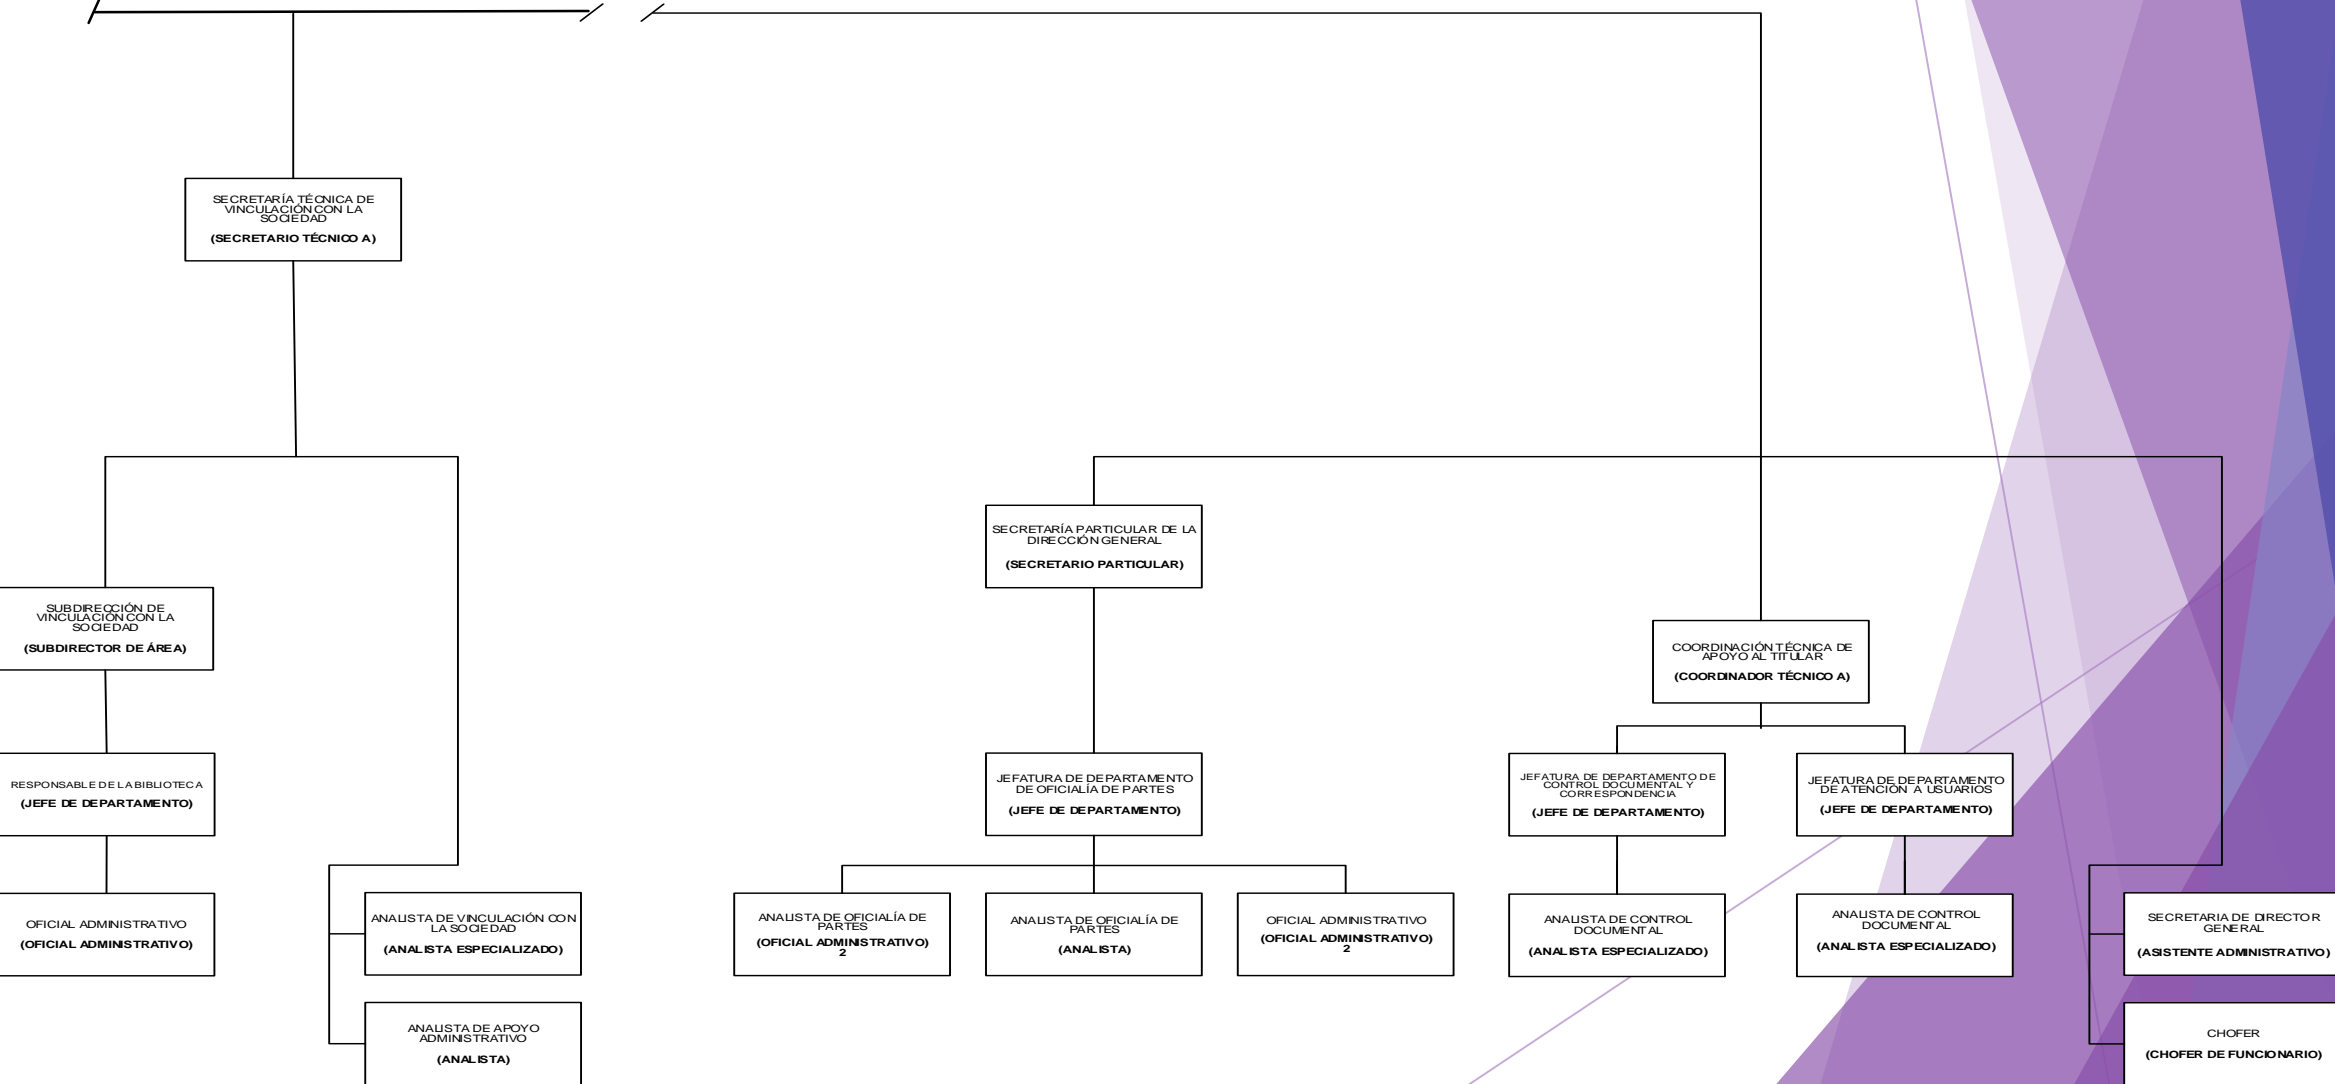 SECRETARÍA TÉCNICA DE
VINCULACIÓN CON LA
SOCIEDAD
(SECRETARIO TÉCNICO A)
SECRETARÍA PARTICULAR DE LA
DIRECCIÓN GENERAL
(SECRETARIO PARTICULAR)
SUBDIRECCIÓN DE
VINCULACIÓN CON LA
SOCIEDAD
(SUBDIRECTOR DE ÁREA)
COORDINACIÓN TÉCNICA DE
APOYO AL TITULAR
(COORDINADOR TÉCNICO A)
RESPONSABLE DE LA BIBLIOTECA
(JEFE DE DEPARTAMENTO)
JEFATURA DE DEPARTAMENTO
DE OFICIALÍA DE PARTES
(JEFE DE DEPARTAMENTO)
JEFATURA DE DEPARTAMENTO DE
CONTROL DOCUMENTAL Y
CORRESPONDENCIA
(JEFE DE DEPARTAMENTO)
JEFATURA DE DEPARTAMENTO
DE ATENCIÓN A USUARIOS
(JEFE DE DEPARTAMENTO)
OFICIAL ADMINISTRATIVO
(OFICIAL ADMINISTRATIVO)
ANALISTA DE VINCULACIÓN CON
LA SOCIEDAD
(ANALISTA ESPECIALIZADO)
ANALISTA DE OFICIALÍA DE
PARTES
(OFICIAL ADMINISTRATIVO)
2
ANALISTA DE OFICIALÍA DE
PARTES
(ANALISTA)
OFICIAL ADMINISTRATIVO
(OFICIAL ADMINISTRATIVO)
2
ANALISTA DE CONTROL
DOCUMENTAL
(ANALISTA ESPECIALIZADO)
ANALISTA DE CONTROL
DOCUMENTAL
(ANALISTA ESPECIALIZADO)
SECRETARIA DE DIRECTOR
GENERAL
(ASISTENTE ADMINISTRATIVO)
ANALISTA DE APOYO
ADMINISTRATIVO
(ANALISTA)
CHOFER
(CHOFER DE FUNCIONARIO)